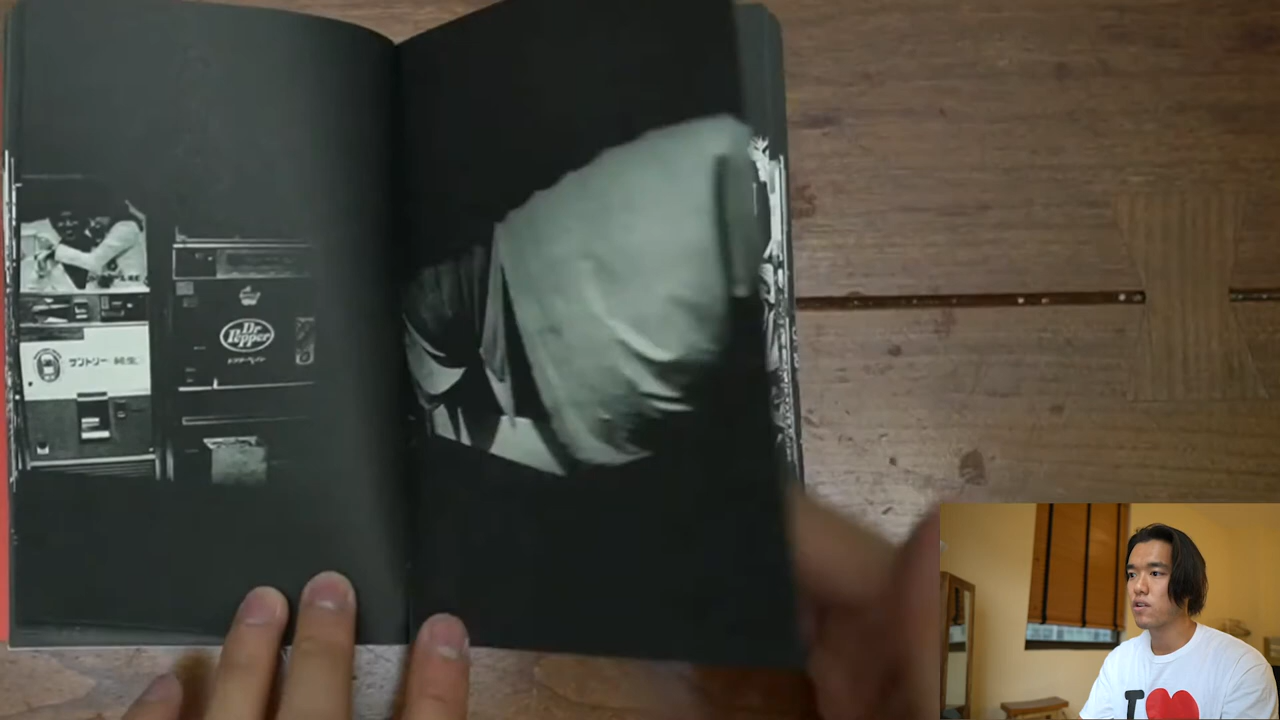 サントリー 純生
Dr
Pepper
ドクターペッパー
I